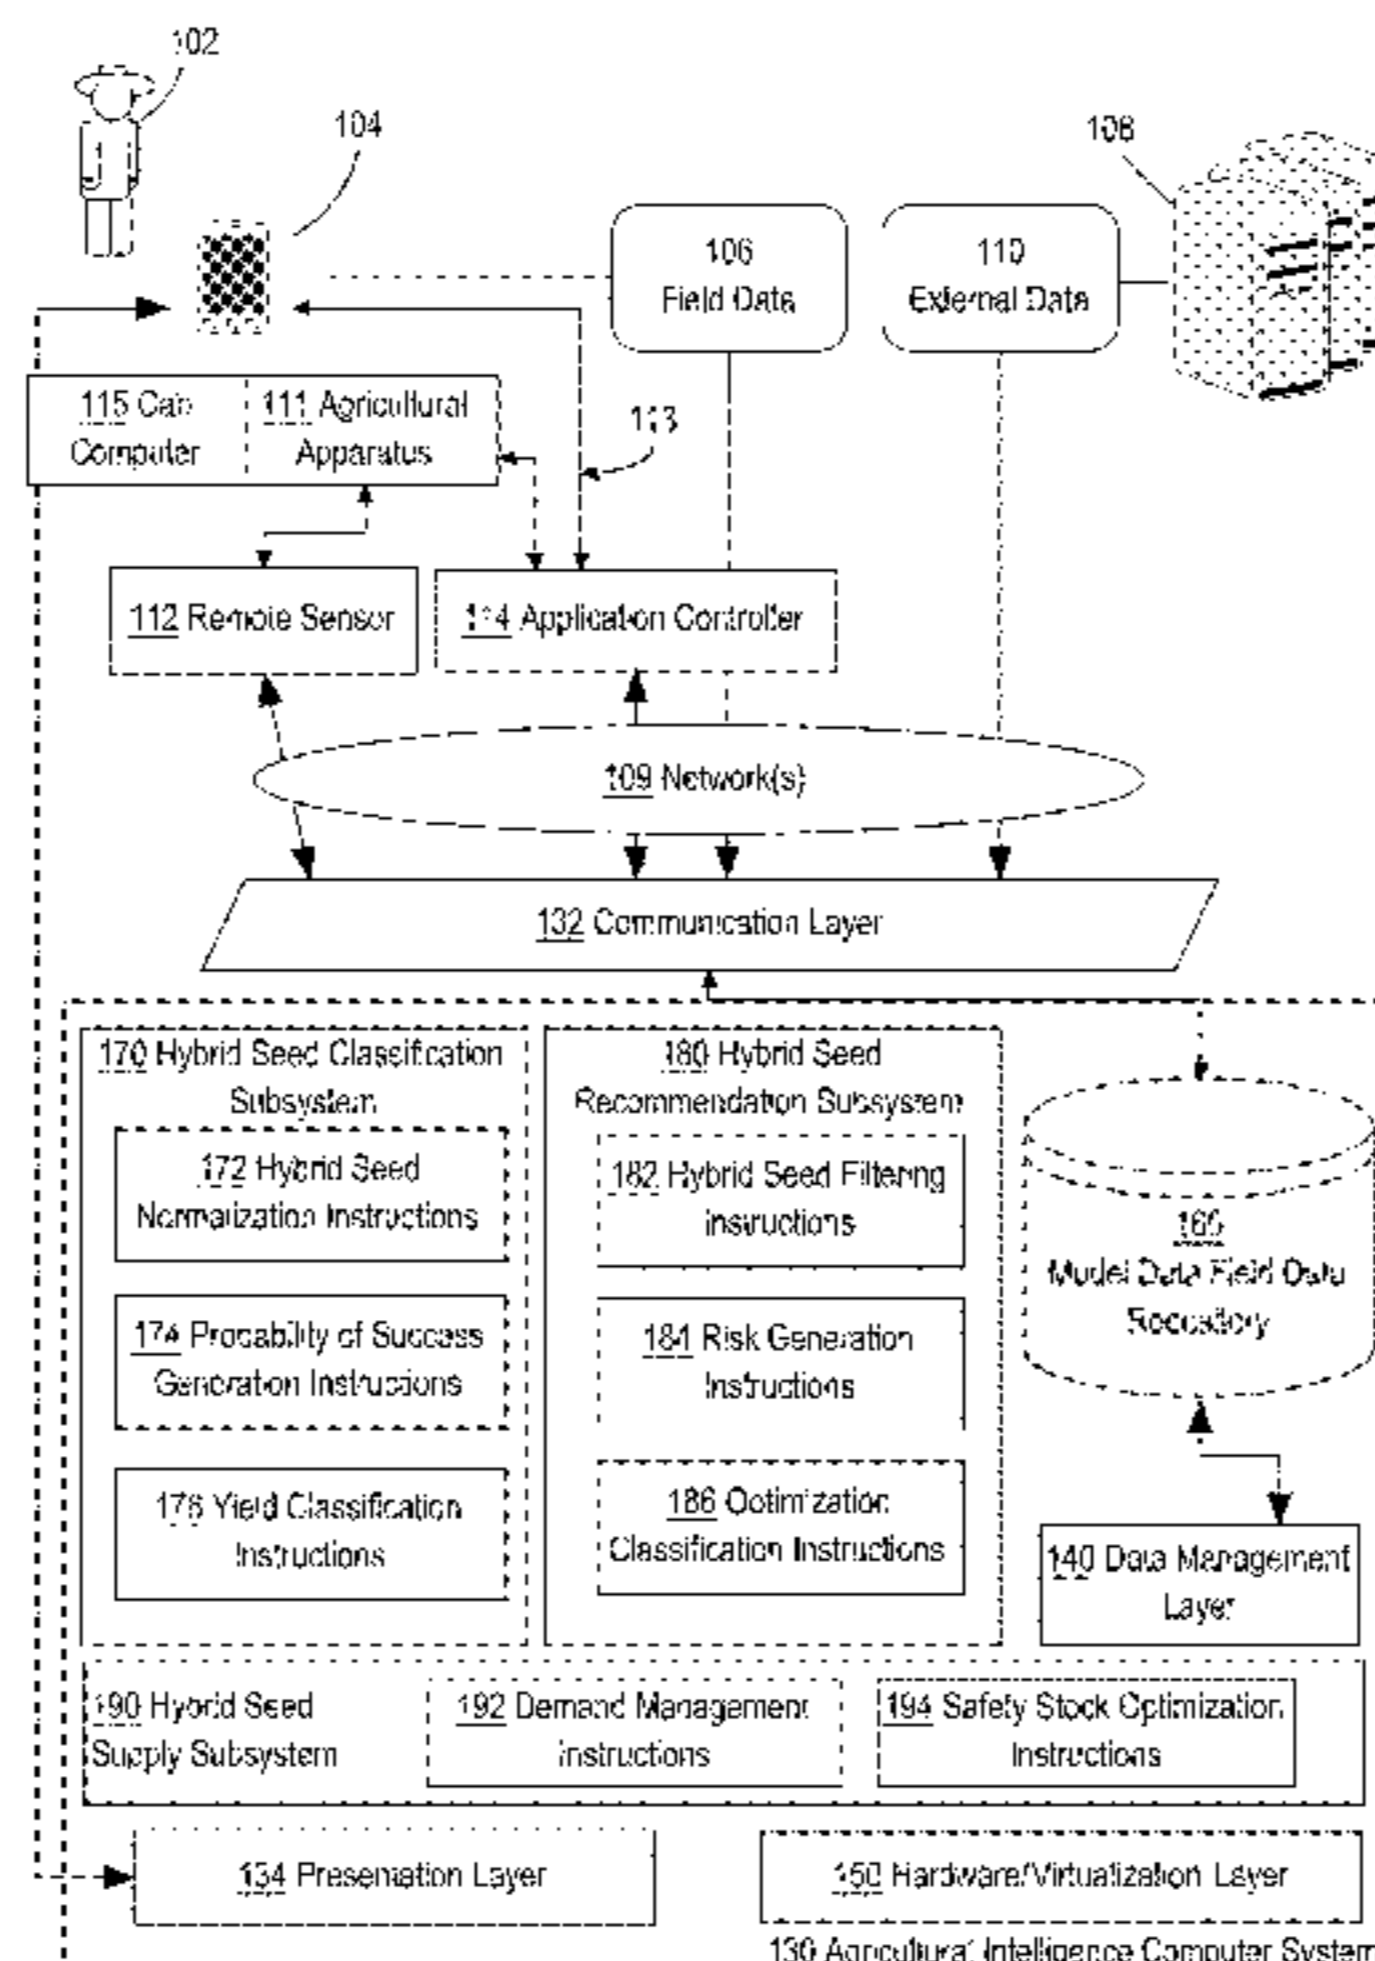 102
104
108
106
Field Data
110
External Data
115 Cab
Computer
111 Agricultural
Apparatus
113
112 Remote Sensor
114 Application Controller
109 Network(s)
132 Communication Layer
170 Hybrid Seed Classification
Subsystem
172 Hybrid Seed
Normalization Instructions
174 Probability of Success
Generation Instructions
176 Yield Classification
Instructions
180 Hybrid Seed
Recommendation Subsystem
182 Hybrid Seed Filtering
Instructions
184 Risk Generation
Instructions
186 Optimization
Classification Instructions
160
Model Data Field Data
Repository
140 Data Management
Layer
190 Hybrid Seed
Supply Subsystem
192 Demand Management
Instructions
194 Safety Stock Optimization
Instructions
134 Presentation Layer
150 Hardware/Virtualization Layer
130 Agricultural Intelligence Computer System